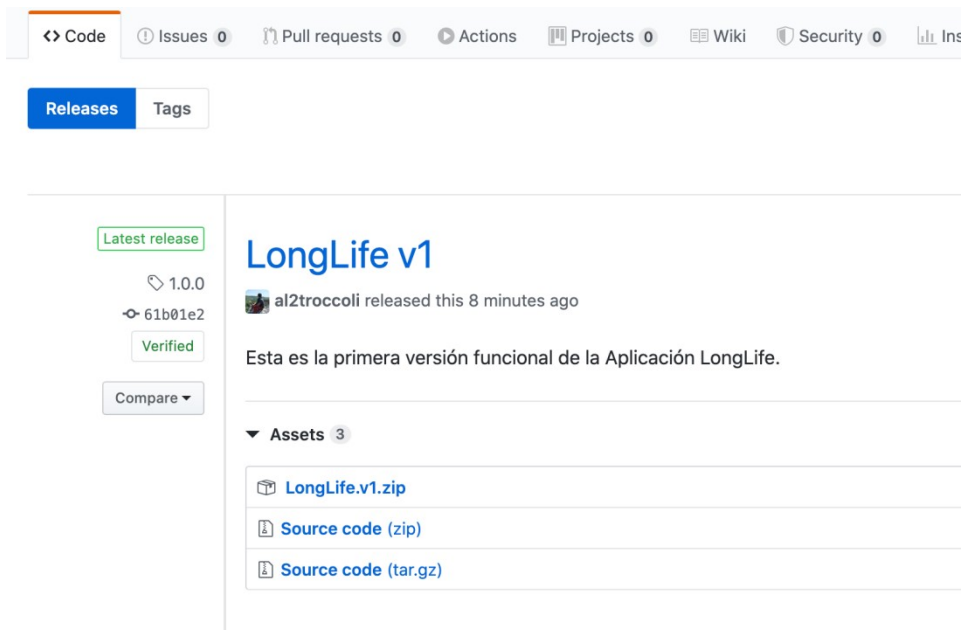 <> Code Issues 0 Pull requests 0 Actions Projects 0 Wiki Security 0
Releases Tags
Latest release
1.0.0
61b01e2
Verified
Compare
LongLife v1
al2troccoli released this 8 minutes ago
Esta es la primera versión funcional de la Aplicación LongLife.
Assets 3
LongLife.v1.zip
Source code (zip)
Source code (tar.gz)